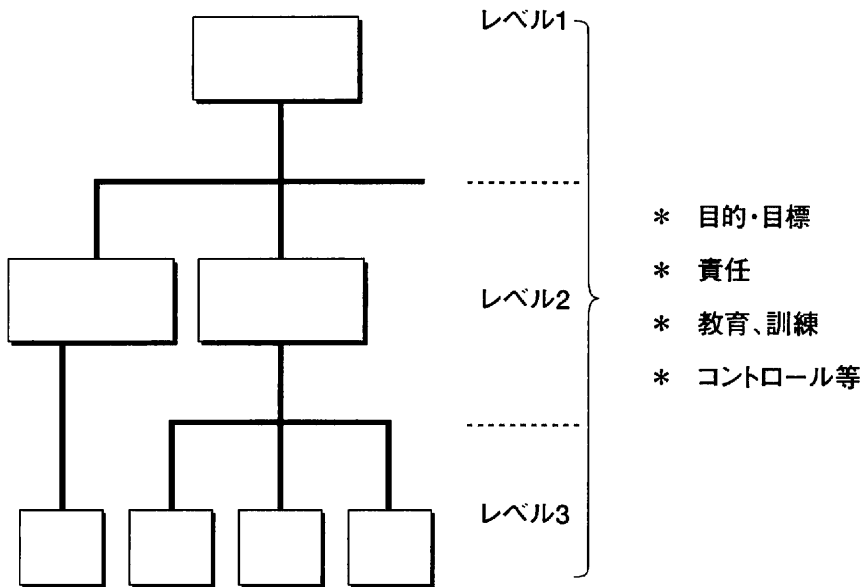 レベル1
レベル2
レベル3
* 目的・目標
* 責任
* 教育、訓練
* コントロール等